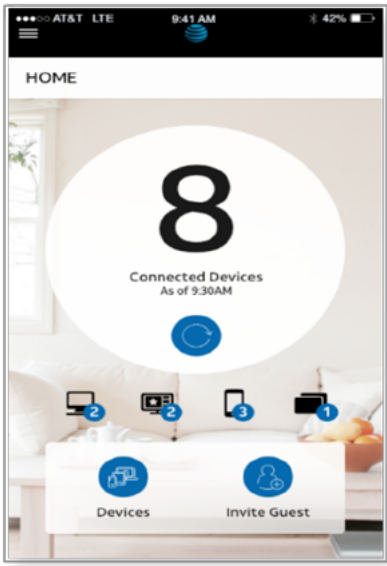 AT&T LTE 9:41 AM 42%
HOME
8
Connected Devices
As of 9:30AM
2 2 3 1
Devices Invite Guest